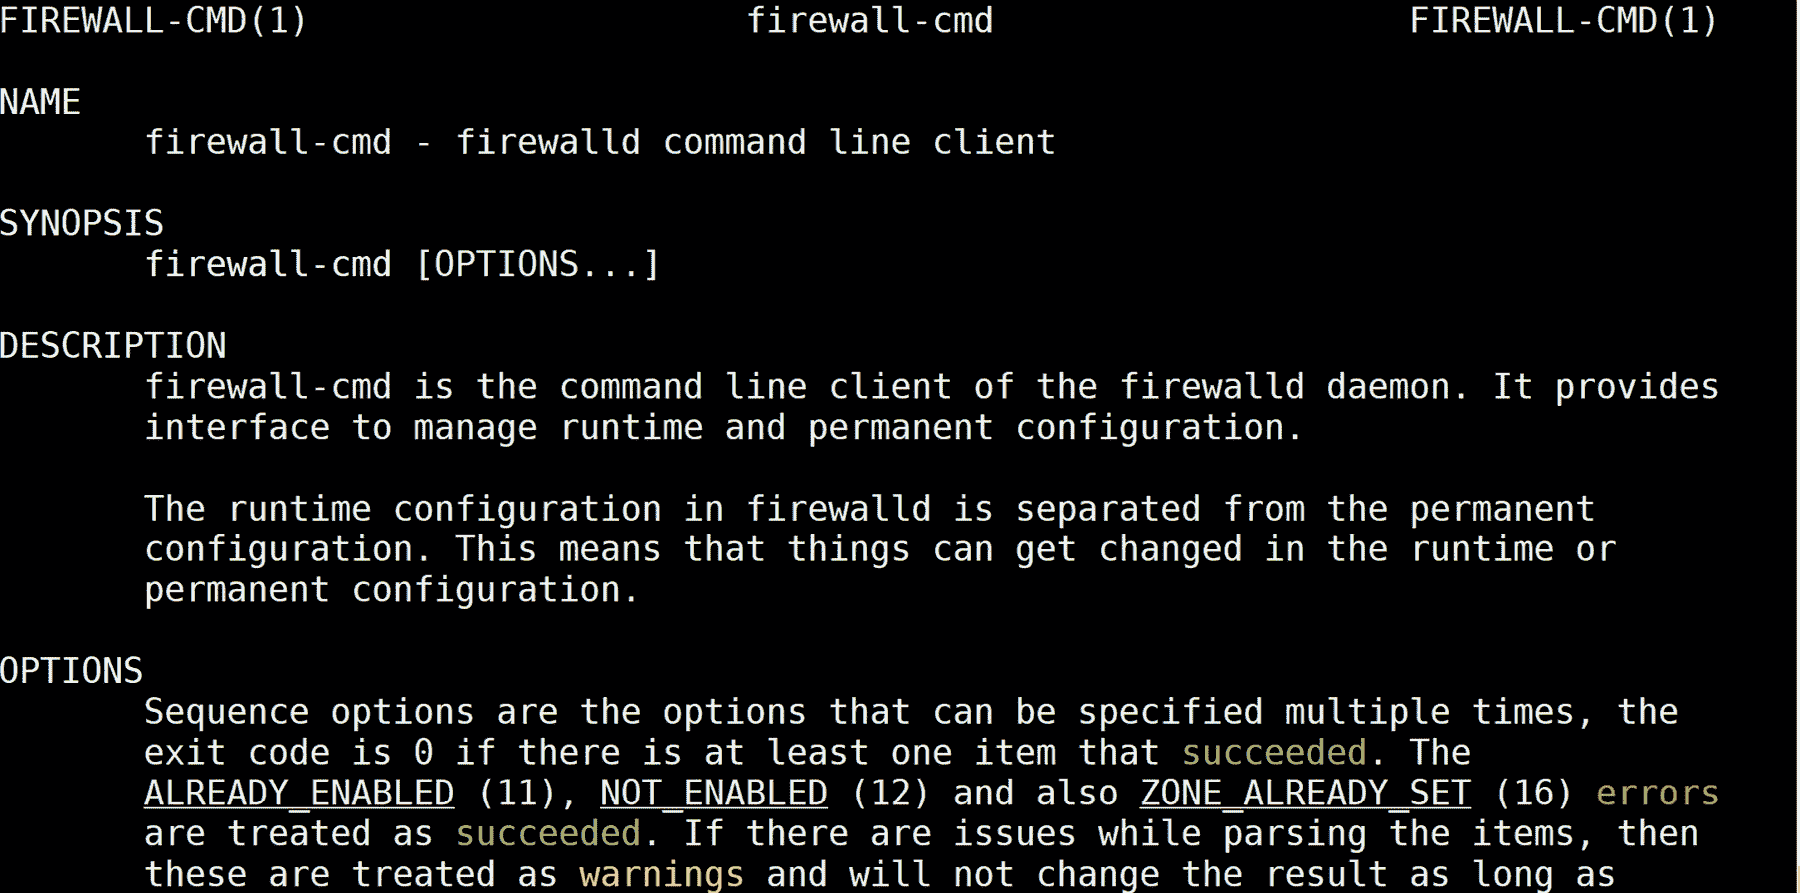 FIREWALL-CMD(1) firewall-cmd FIREWALL-CMD(1)
NAME
firewall-cmd - firewalld command line client
SYNOPSIS
firewall-cmd [OPTIONS...]
DESCRIPTION
firewall-cmd is the command line client of the firewalld daemon. It provides
interface to manage runtime and permanent configuration.
The runtime configuration in firewalld is separated from the permanent
configuration. This means that things can get changed in the runtime or
permanent configuration.
OPTIONS
Sequence options are the options that can be specified multiple times, the
exit code is 0 if there is at least one item that succeeded. The
ALREADY_ENABLED (11), NOT_ENABLED (12) and also ZONE_ALREADY_SET (16) errors
are treated as succeeded. If there are issues while parsing the items, then
these are treated as warnings and will not change the result as long as